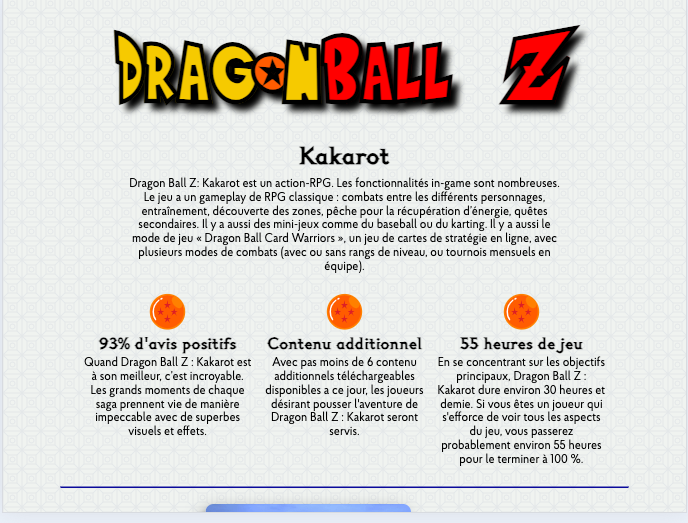 DRAGONBALL Z
Kakarot
Dragon Ball Z: Kakarot est un action-RPG. Les fonctionnalités in-game sont nombreuses.
Le jeu a un gameplay de RPG classique : combats entre les différents personnages,
entraînement, découverte des zones, pêche pour la récupération d'énergie, quêtes
secondaires. Il y a aussi des mini-jeux comme du baseball ou du karting. Il y a aussi le
mode de jeu « Dragon Ball Card Warriors », un jeu de cartes de stratégie en ligne, avec
plusieurs modes de combats (avec ou sans rangs de niveau, ou tournois mensuels en
équipe).
93% d'avis positifs
Quand Dragon Ball Z : Kakarot est
à son meilleur, c'est incroyable.
Les grands moments de chaque
saga prennent vie de manière
impeccable avec de superbes
visuels et effets.
Contenu additionnel
Avec pas moins de 6 contenu
additionnels téléchargeables
disponibles a ce jour, les joueurs
désirant pousser l'aventure de
Dragon Ball Z : Kakarot seront
servis.
55 heures de jeu
En se concentrant sur les objectifs
principaux, Dragon Ball Z :
Kakarot dure environ 30 heures et
demie. Si vous êtes un joueur qui
s'efforce de voir tous les aspects
du jeu, vous passerez
probablement environ 55 heures
pour le terminer à 100 %.